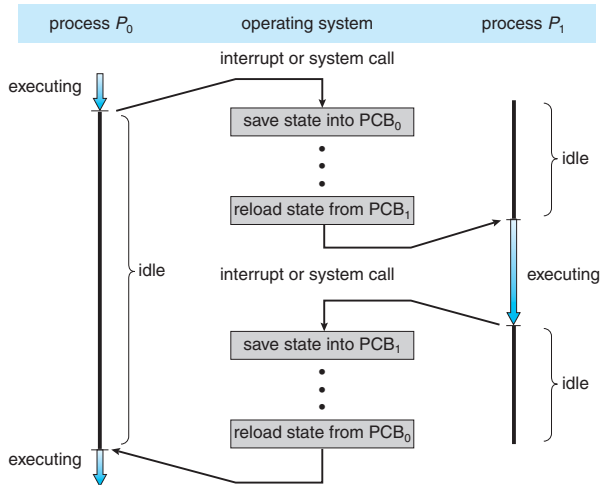 process P₀ operating system process P₁
interrupt or system call
executing
save state into PCB₀
idle
reload state from PCB₁
interrupt or system call
executing
idle
save state into PCB₁
idle
reload state from PCB₀
executing